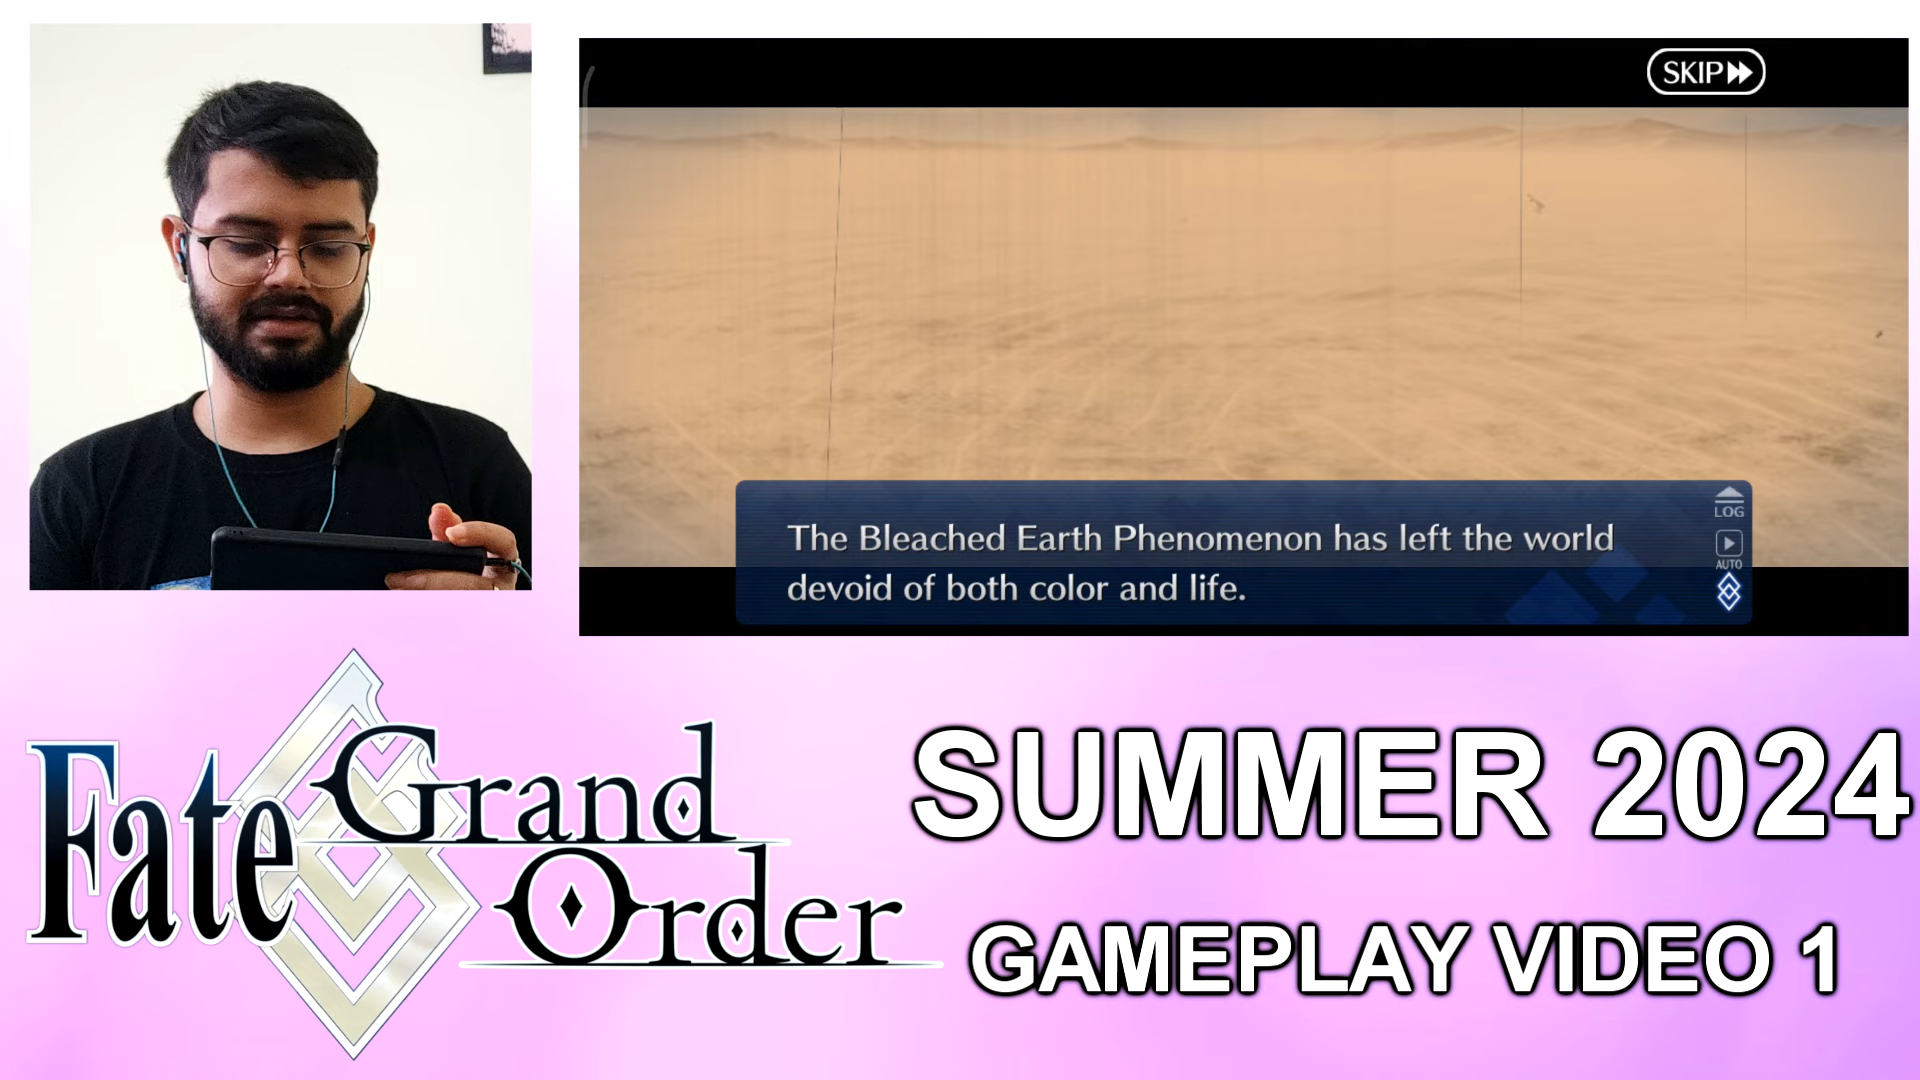 SKIP
LOG
AUTO
The Bleached Earth Phenomenon has left the world
devoid of both color and life.
Fate
Grand
Order
SUMMER 2024
GAMEPLAY VIDEO 1